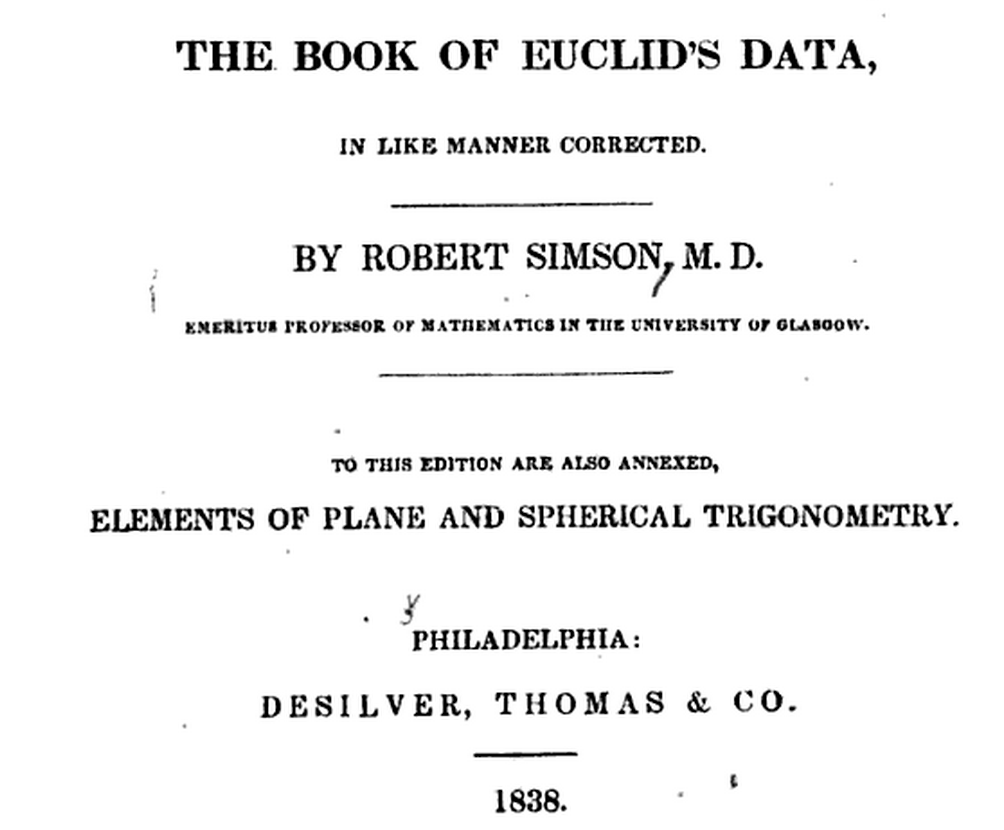 THE BOOK OF EUCLID'S DATA,
IN LIKE MANNER CORRECTED.
BY ROBERT SIMSON, M. D.
EMERITUS PROFESSOR OF MATHEMATICS IN THE UNIVERSITY OF GLASGOW.
TO THIS EDITION ARE ALSO ANNEXED,
ELEMENTS OF PLANE AND SPHERICAL TRIGONOMETRY.
PHILADELPHIA:
DESILVER, THOMAS & CO.
1838.